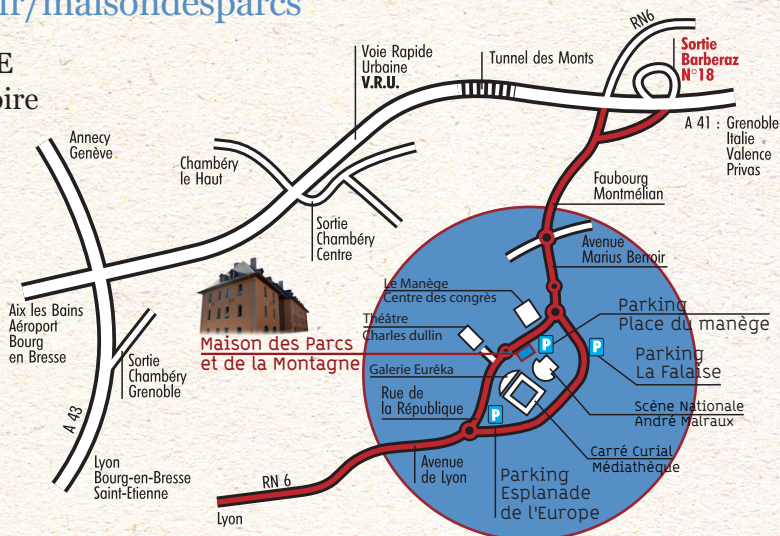 ir/maisondesparcs
E
oire
RN6
Sortie
Barberaz
N°18
Voie Rapide
Urbaine
V.R.U.
Tunnel des Monts
A 41 : Grenoble
Italie
Valence
Privas
Annecy
Genève
Chambéry
le Haut
Sortie
Chambéry
Centre
Faubourg
Montmélian
Avenue
Marius Berroir
Aix les Bains
Aéroport
Bourg
en Bresse
Sortie
Chambéry
Grenoble
A 43
Lyon
Bourg-en-Bresse
Saint-Etienne
Maison des Parcs
et de la Montagne
Le Manège
Centre des congrès
Théâtre
Charles dullin
Galerie Eurêka
Rue de
la République
P
P
P
Parking
Place du manège
Parking
La Falaise
Scène Nationale
André Malraux
Carré Curial
Médiathèque
Parking
Esplanade
de l'Europe
Avenue
de Lyon
RN 6
Lyon